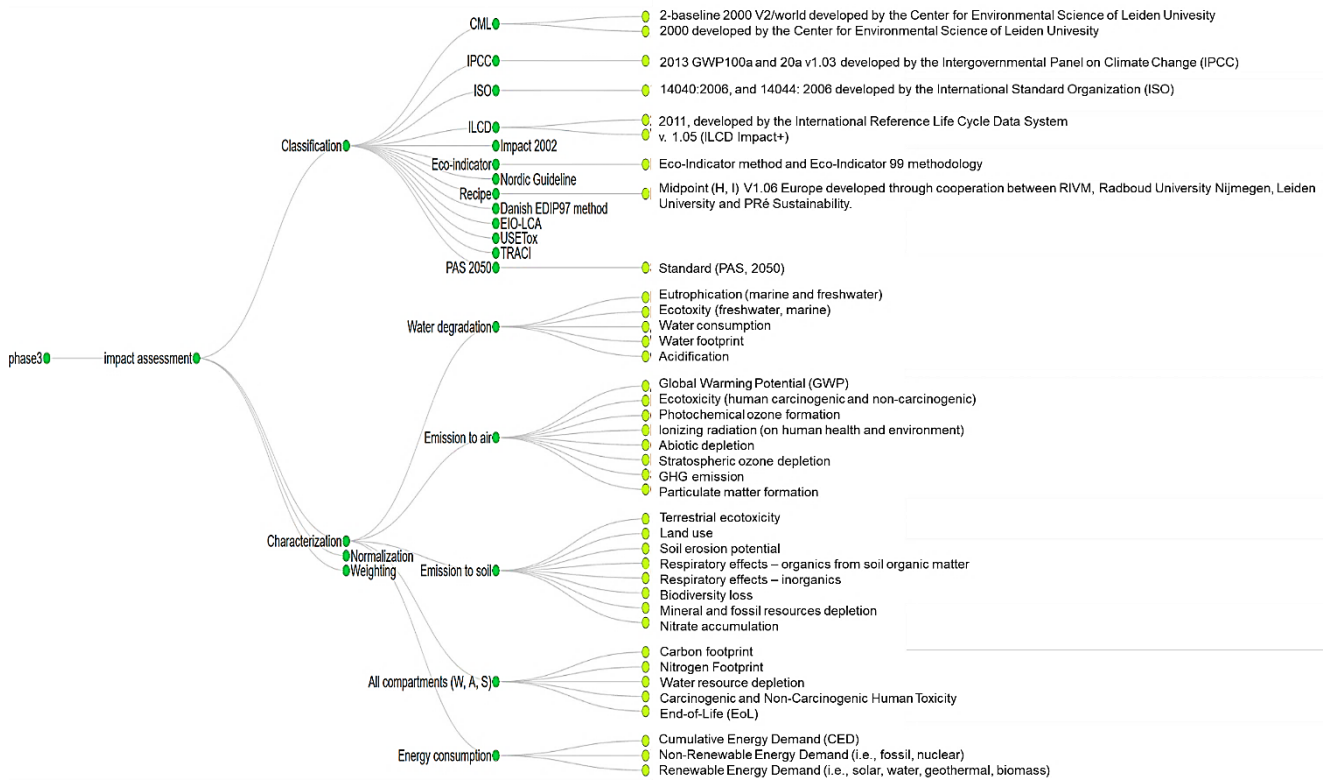 phase3
impact assessment
Classification
CML
2-baseline 2000 V2/world developed by the Center for Environmental Science of Leiden Univesity
2000 developed by the Center for Environmental Science of Leiden Univesity
IPCC
2013 GWP100a and 20a v1.03 developed by the Intergovernmental Panel on Climate Change (IPCC)
ISO
14040:2006, and 14044: 2006 developed by the International Standard Organization (ISO)
ILCD
2011, developed by the International Reference Life Cycle Data System
v. 1.05 (ILCD Impact+)
Impact 2002
Eco-indicator
Eco-Indicator method and Eco-Indicator 99 methodology
Nordic Guideline
Recipe
Midpoint (H, I) V1.06 Europe developed through cooperation between RIVM, Radboud University Nijmegen, Leiden
University and PRé Sustainability.
Danish EDIP97 method
EIO-LCA
USETox
TRACI
PAS 2050
Standard (PAS, 2050)
Characterization
Water degradation
Eutrophication (marine and freshwater)
Ecotoxity (freshwater, marine)
Water consumption
Water footprint
Acidification
Emission to air
Global Warming Potential (GWP)
Ecotoxicity (human carcinogenic and non-carcinogenic)
Photochemical ozone formation
Ionizing radiation (on human health and environment)
Abiotic depletion
Stratospheric ozone depletion
GHG emission
Particulate matter formation
Emission to soil
Terrestrial ecotoxicity
Land use
Soil erosion potential
Respiratory effects – organics from soil organic matter
Respiratory effects – inorganics
Biodiversity loss
Mineral and fossil resources depletion
Nitrate accumulation
All compartments (W, A, S)
Carbon footprint
Nitrogen Footprint
Water resource depletion
Carcinogenic and Non-Carcinogenic Human Toxicity
End-of-Life (EoL)
Energy consumption
Cumulative Energy Demand (CED)
Non-Renewable Energy Demand (i.e., fossil, nuclear)
Renewable Energy Demand (i.e., solar, water, geothermal, biomass)
Normalization
Weighting